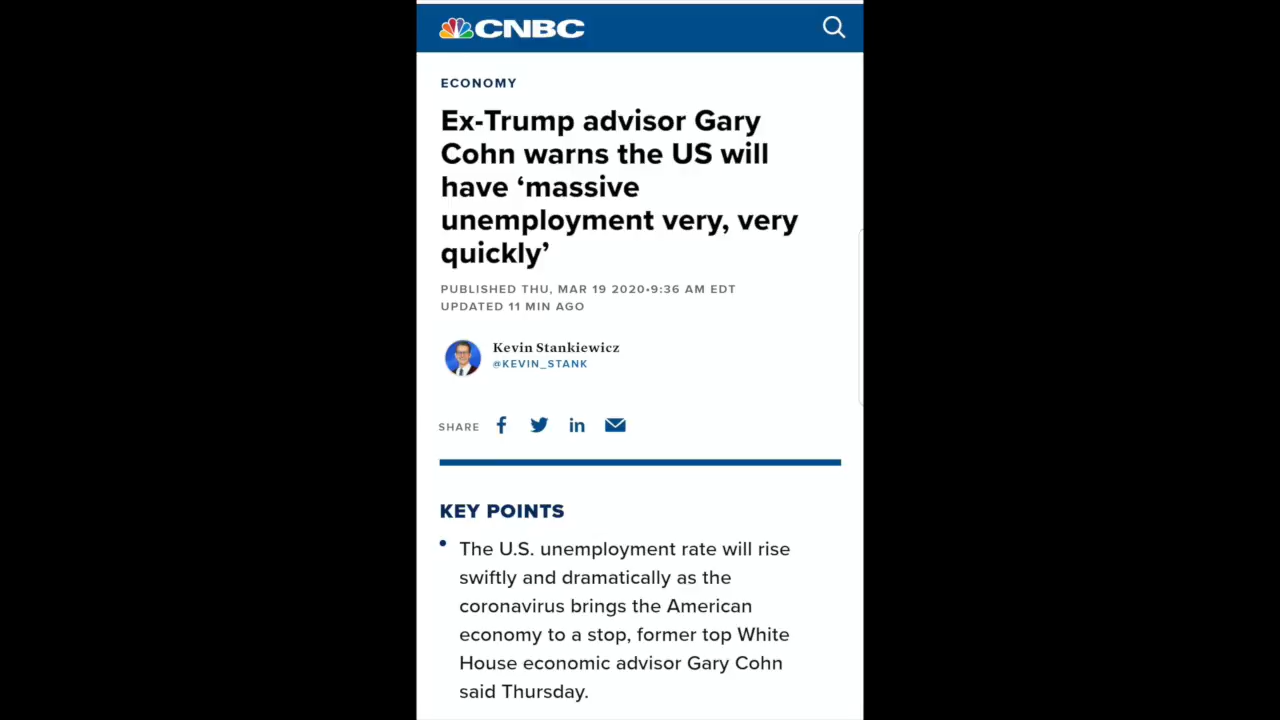 CNBC
ECONOMY
Ex-Trump advisor Gary
Cohn warns the US will
have ‘massive
unemployment very, very
quickly’
PUBLISHED THU, MAR 19 2020•9:36 AM EDT
UPDATED 11 MIN AGO
Kevin Stankiewicz
@KEVIN_STANK
SHARE
KEY POINTS
• The U.S. unemployment rate will rise
swiftly and dramatically as the
coronavirus brings the American
economy to a stop, former top White
House economic advisor Gary Cohn
said Thursday.